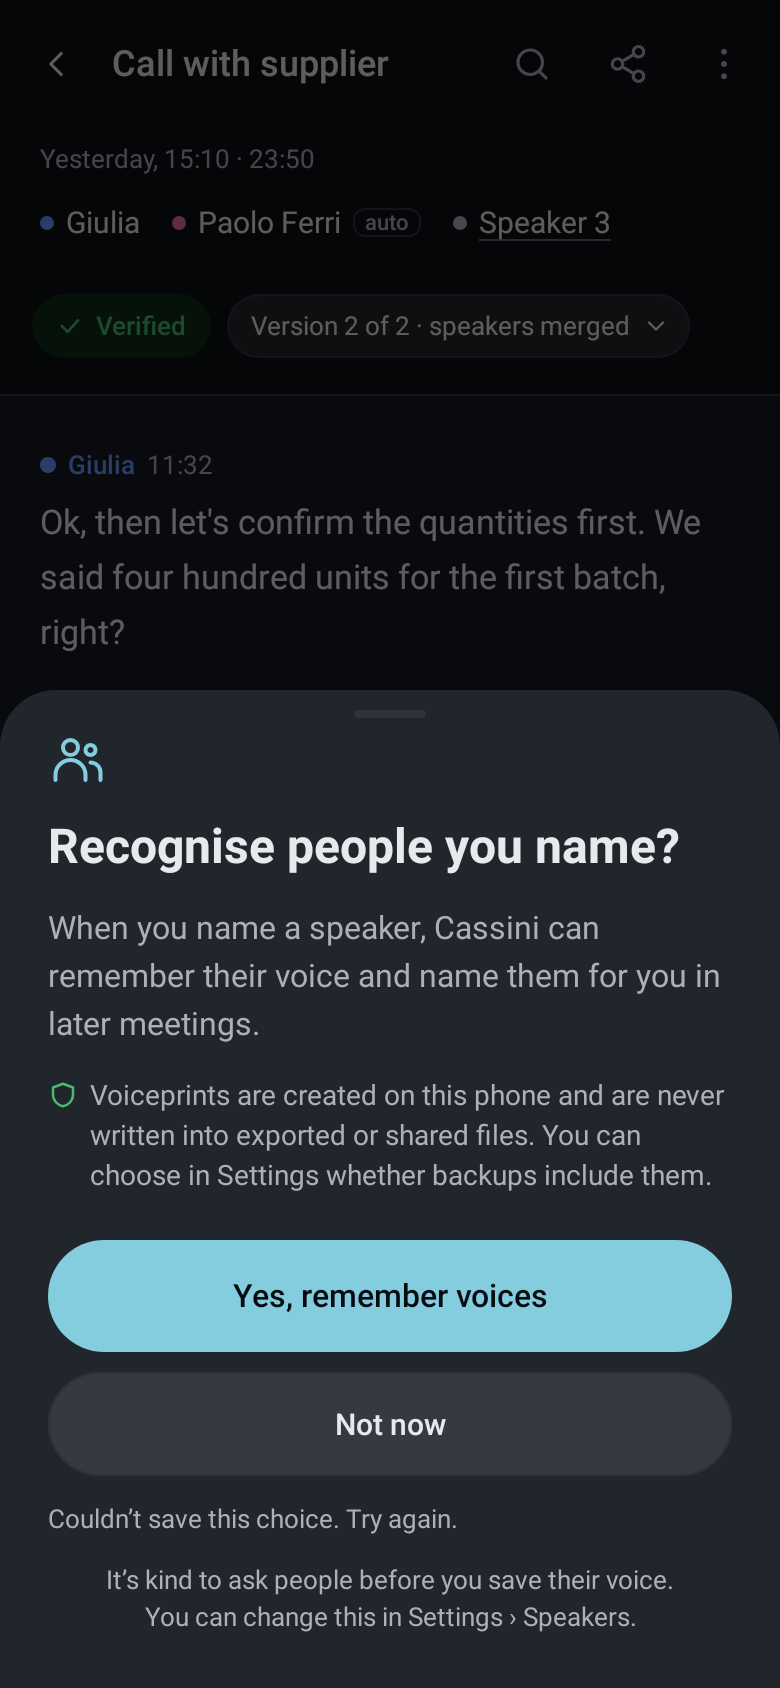 Call with supplier
Yesterday, 15:10 · 23:50
Giulia Paolo Ferri auto Speaker 3
Verified Version 2 of 2 · speakers merged
Giulia 11:32
Ok, then let's confirm the quantities first. We
said four hundred units for the first batch,
right?
Recognise people you name?
When you name a speaker, Cassini can
remember their voice and name them for you in
later meetings.
Voiceprints are created on this phone and are never
written into exported or shared files. You can
choose in Settings whether backups include them.
Yes, remember voices
Not now
Couldn’t save this choice. Try again.
It’s kind to ask people before you save their voice.
You can change this in Settings › Speakers.